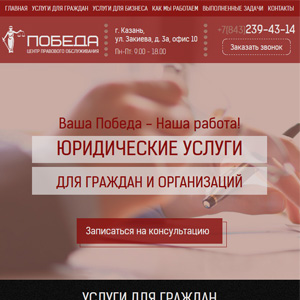 ГЛАВНАЯ УСЛУГИ ДЛЯ ГРАЖДАН УСЛУГИ ДЛЯ БИЗНЕСА КАК МЫ РАБОТАЕМ ВЫПОЛНЕННЫЕ ЗАДАЧИ КОНТАКТЫ
ПОБЕДА
ЦЕНТР ПРАВОВОГО ОБСЛУЖИВАНИЯ
г. Казань,
ул. Закиева, д. 3а, офис 10
Пн-Пт. 9:00 - 18:00
+7(843)239-43-14
Заказать звонок
Ваша Победа - Наша работа!
ЮРИДИЧЕСКИЕ УСЛУГИ
ДЛЯ ГРАЖДАН И ОРГАНИЗАЦИЙ
Записаться на консультацию
УСЛУГИ ДЛЯ ГРАЖДАН